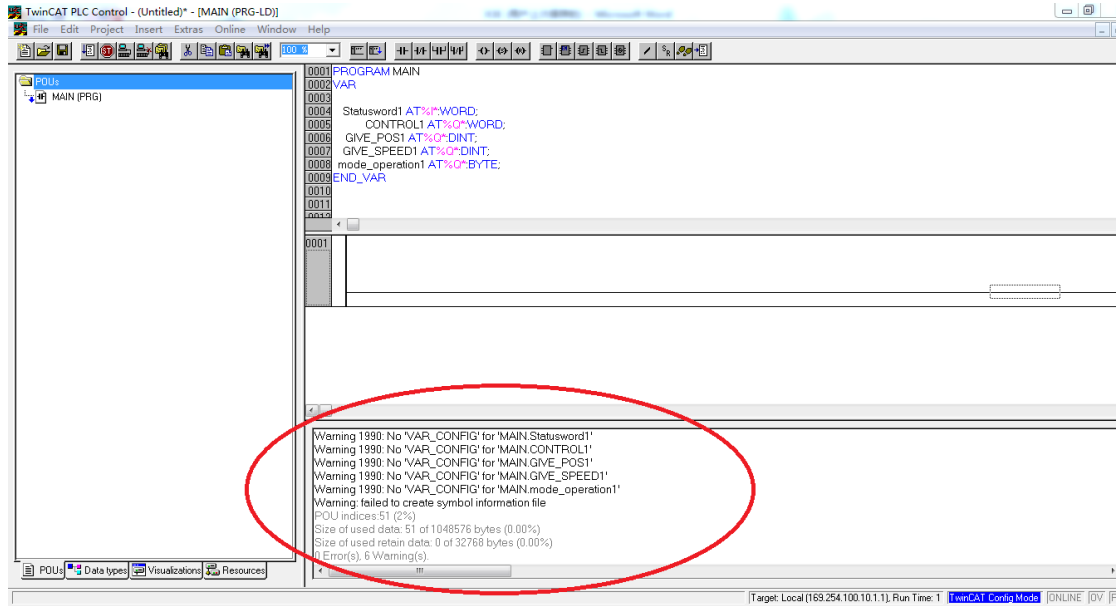 TwinCAT PLC Control - (Untitled)* - [MAIN (PRG-LD)]
File Edit Project Insert Extras Online Window Help
100 %
POUs
MAIN (PRG)
0001 PROGRAM MAIN
0002 VAR
0003
0004 Statusword1 AT%I*:WORD;
0005 CONTROL1 AT%Q*:WORD;
0006 GIVE_POS1 AT%Q*:DINT;
0007 GIVE_SPEED1 AT%Q*:DINT;
0008 mode_operation1 AT%Q*:BYTE;
0009 END_VAR
0010
0011
0012
0001
Warning 1990: No 'VAR_CONFIG' for 'MAIN.Statusword1'
Warning 1990: No 'VAR_CONFIG' for 'MAIN.CONTROL1'
Warning 1990: No 'VAR_CONFIG' for 'MAIN.GIVE_POS1'
Warning 1990: No 'VAR_CONFIG' for 'MAIN.GIVE_SPEED1'
Warning 1990: No 'VAR_CONFIG' for 'MAIN.mode_operation1'
Warning: failed to create symbol information file
POU indices:51 (2%)
Size of used data: 51 of 1048576 bytes (0.00%)
Size of used retain data: 0 of 32768 bytes (0.00%)
0 Error(s), 6 Warning(s).
POUs Data types Visualizations Resources
Target: Local (169.254.100.10.1.1), Run Time: 1 TwinCAT Config Mode ONLINE OV